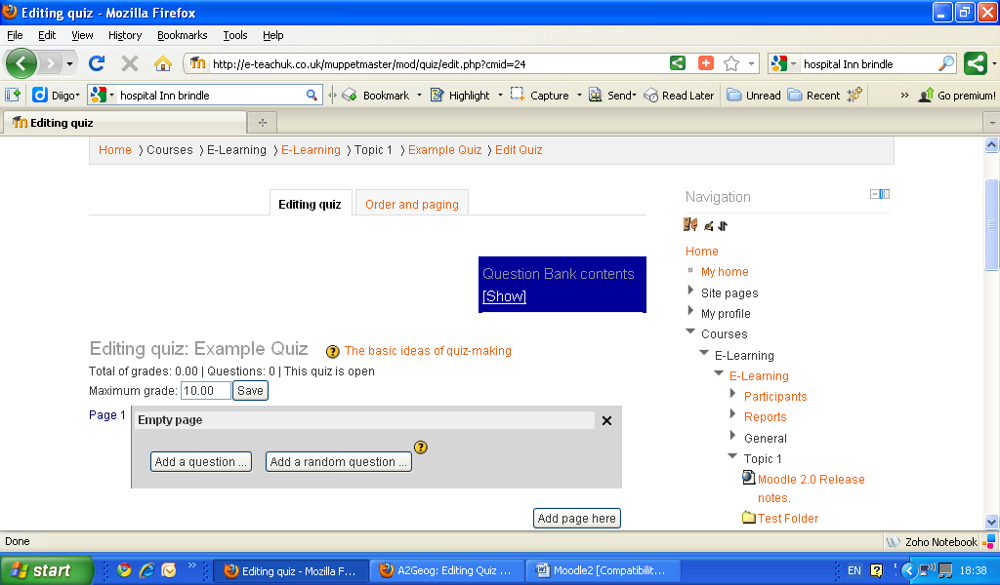 Editing quiz - Mozilla Firefox
File Edit View History Bookmarks Tools Help
http://e-teachuk.co.uk/muppetmaster/mod/quiz/edit.php?cmid=24
hospital Inn brindle
Diigo
hospital Inn brindle
Bookmark Highlight Capture Send Read Later Unread Recent » Go premium!
Editing quiz
Home Courses E-Learning E-Learning Topic 1 Example Quiz Edit Quiz
Editing quiz Order and paging
Question Bank contents
[Show]
Editing quiz: Example Quiz ? The basic ideas of quiz-making
Total of grades: 0.00 | Questions: 0 | This quiz is open
Maximum grade: 10.00 Save
Page 1 Empty page
Add a question ... Add a random question ... ?
Add page here
Navigation
Home
My home
Site pages
My profile
Courses
E-Learning
E-Learning
Participants
Reports
General
Topic 1
Moodle 2.0 Release
notes.
Test Folder
Done Zoho Notebook
start » Editing quiz - Mozilla F... A2Geog: Editing Quiz ... Moodle2 [Compatibilit... EN ? 18:38